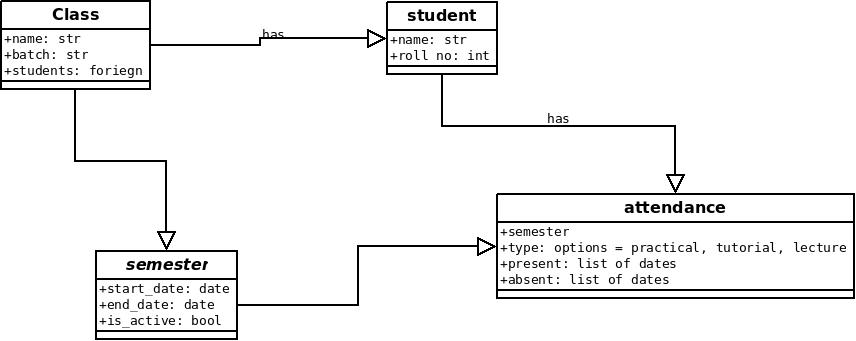 Class
+name: str
+batch: str
+students: foriegn
has
student
+name: str
+roll no: int
has
semester
+start_date: date
+end_date: date
+is_active: bool
attendance
+semester
+type: options = practical, tutorial, lecture
+present: list of dates
+absent: list of dates